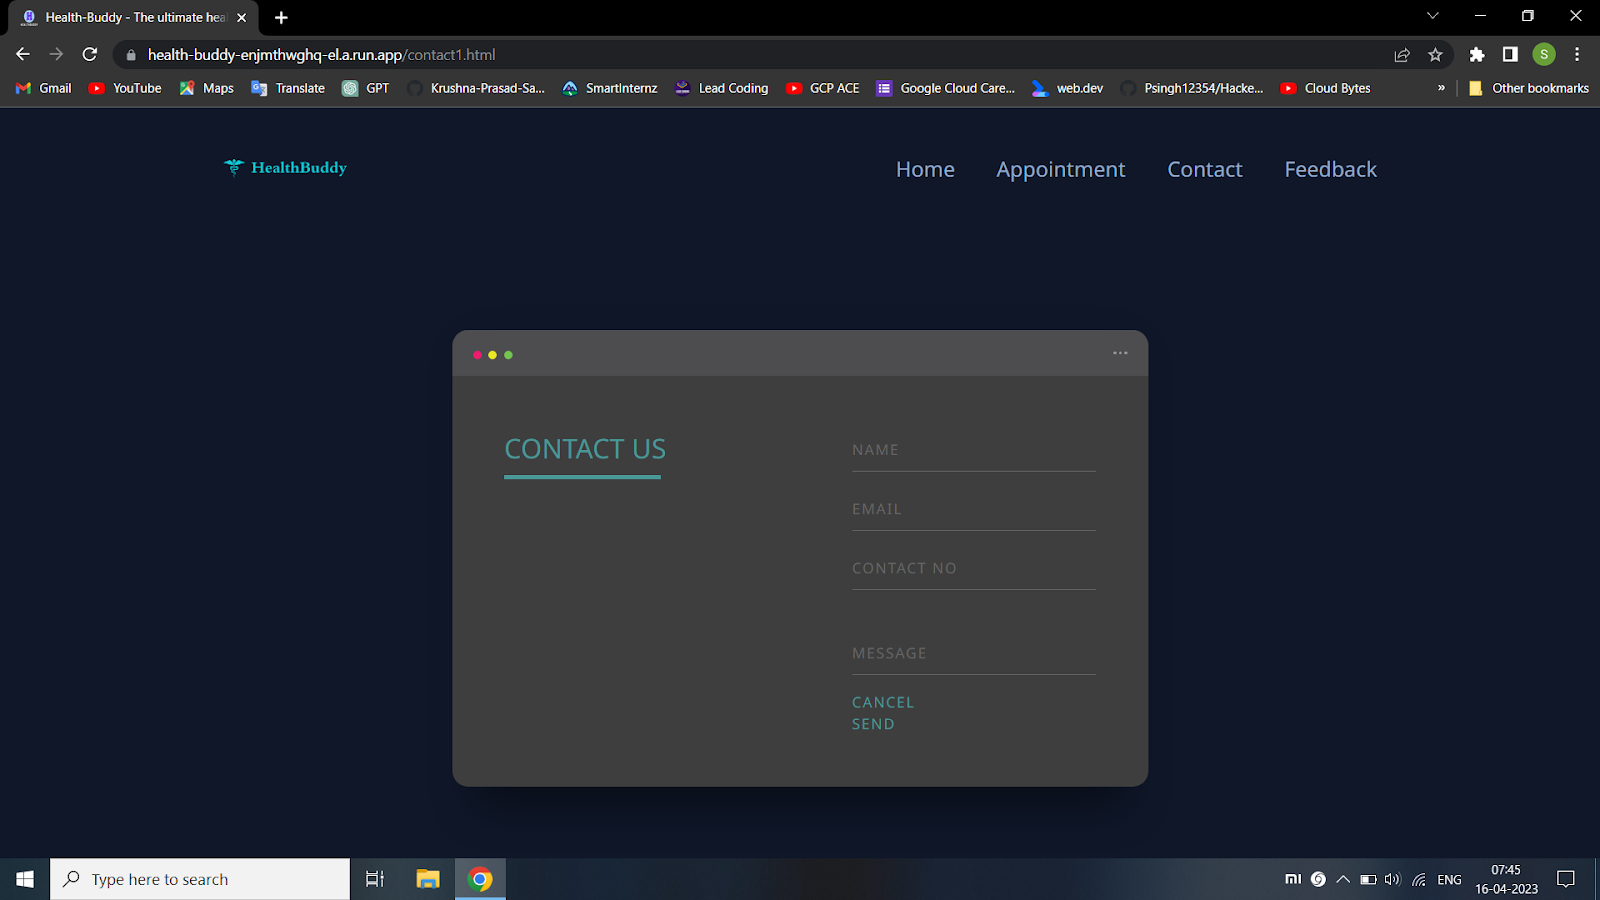 Health-Buddy - The ultimate hea
health-buddy-enjmthwghq-el.a.run.app/contact1.html
S
Gmail YouTube Maps Translate GPT Krushna-Prasad-Sa... SmartInternz Lead Coding GCP ACE Google Cloud Care... web.dev Psingh12354/Hacke... Cloud Bytes » Other bookmarks
HealthBuddy
Home Appointment Contact Feedback
CONTACT US
NAME
EMAIL
CONTACT NO
MESSAGE
CANCEL
SEND
Type here to search
mi
ENG
07:45
16-04-2023